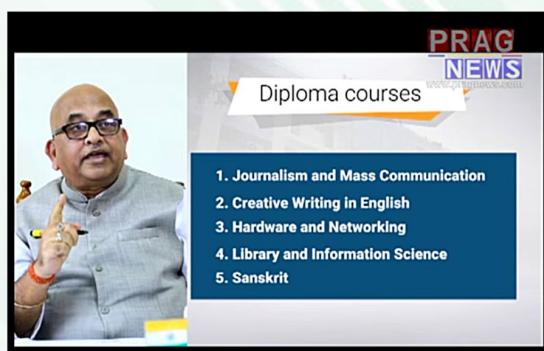 PRAG
NEWS
www.pragnews.com
Diploma courses
1. Journalism and Mass Communication
2. Creative Writing in English
3. Hardware and Networking
4. Library and Information Science
5. Sanskrit